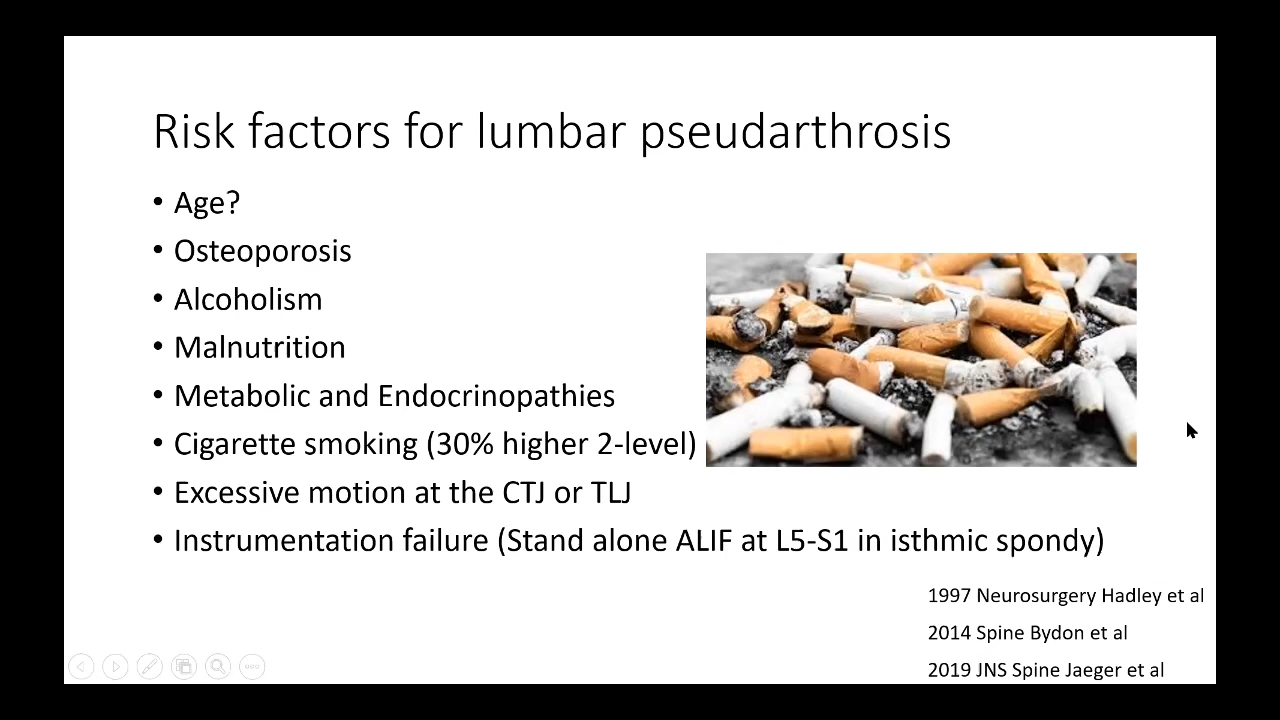 Risk factors for lumbar pseudarthrosis
• Age?
• Osteoporosis
• Alcoholism
• Malnutrition
• Metabolic and Endocrinopathies
• Cigarette smoking (30% higher 2-level)
• Excessive motion at the CTJ or TLJ
• Instrumentation failure (Stand alone ALIF at L5-S1 in isthmic spondy)
1997 Neurosurgery Hadley et al
2014 Spine Bydon et al
2019 JNS Spine Jaeger et al